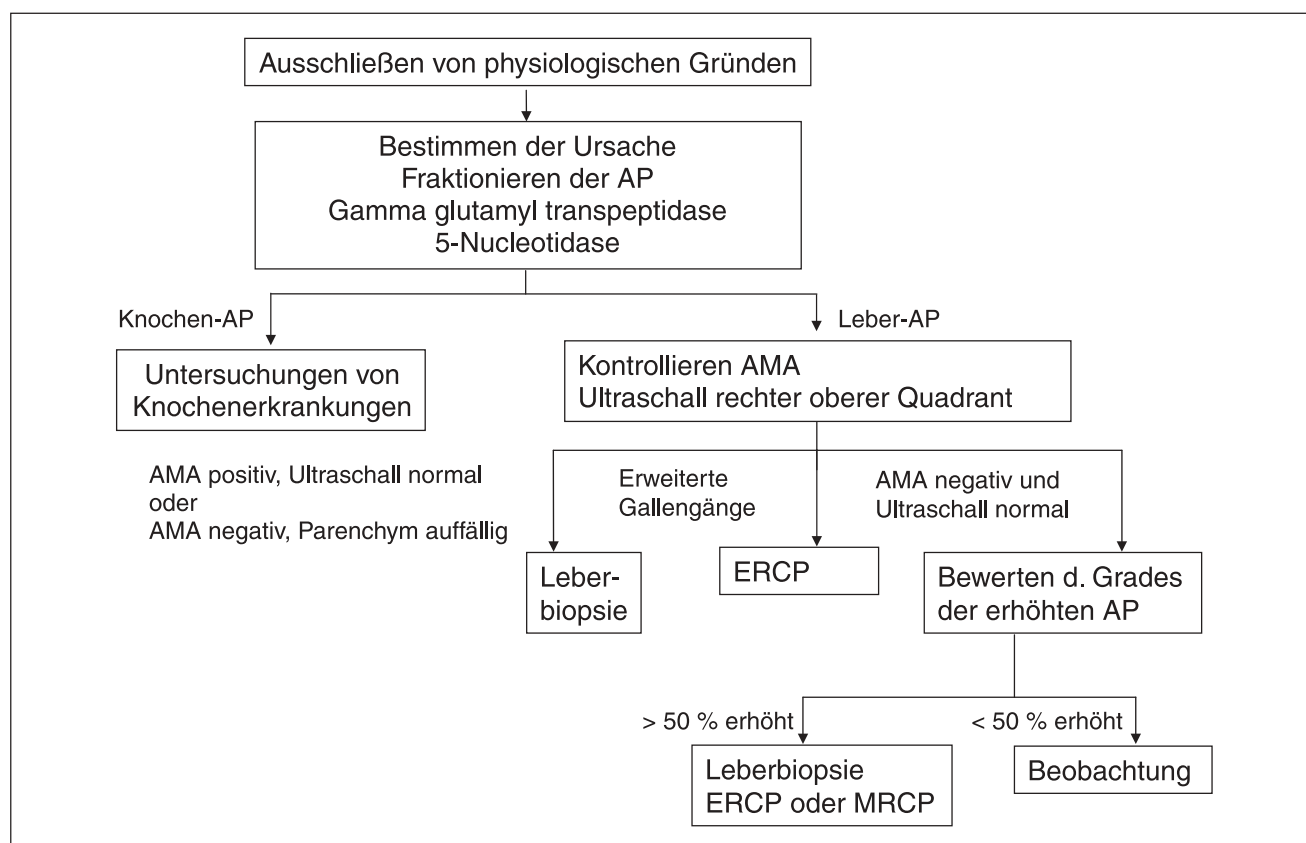 Ausschließen von physiologischen Gründen
Bestimmen der Ursache
Fraktionieren der AP
Gamma glutamyl transpeptidase
5-Nucleotidase
Knochen-AP
Leber-AP
Untersuchungen von
Knochenerkrankungen
Kontrollieren AMA
Ultraschall rechter oberer Quadrant
AMA positiv, Ultraschall normal
oder
AMA negativ, Parenchym auffällig
Erweiterte
Gallengänge
AMA negativ und
Ultraschall normal
Leber-
biopsie
ERCP
Bewerten d. Grades
der erhöhten AP
> 50 % erhöht
< 50 % erhöht
Leberbiopsie
ERCP oder MRCP
Beobachtung